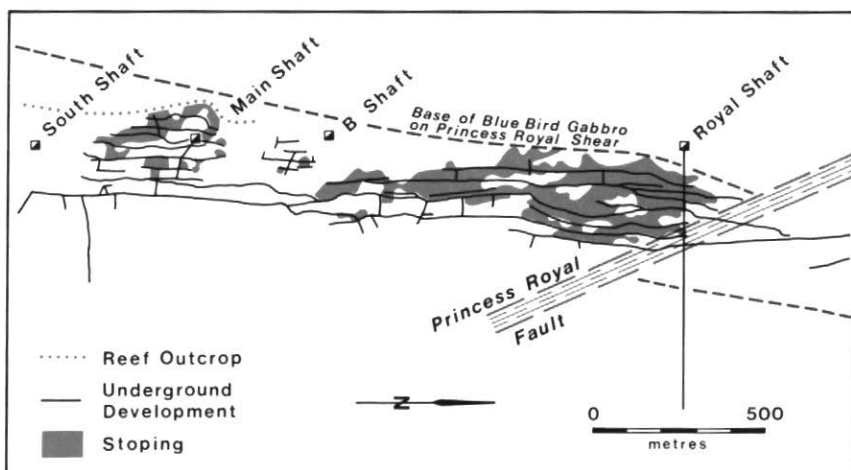 South Shaft
Main Shaft
B Shaft
Base of Blue Bird Gabbro
on Princess Royal Shear
Royal Shaft
Princess Royal
Fault
Reef Outcrop
Underground
Development
Stoping
N
0 500
metres